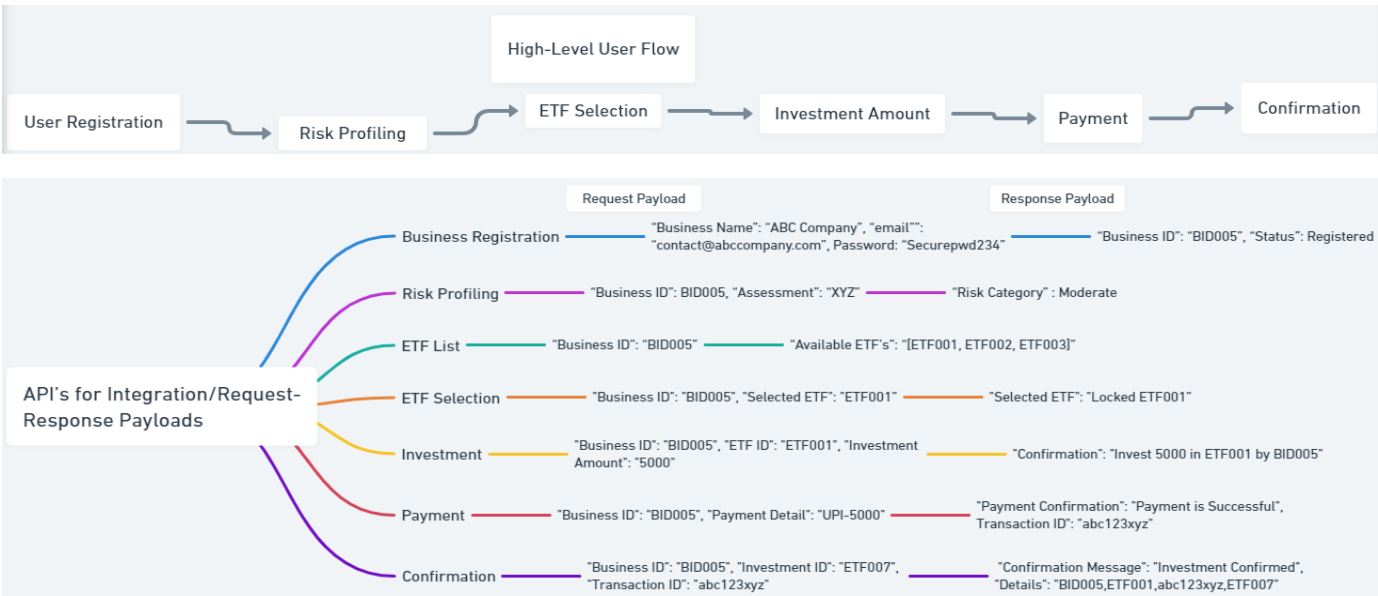 High-Level User Flow
User Registration
Risk Profiling
ETF Selection
Investment Amount
Payment
Confirmation
Request Payload
Response Payload
API's for Integration/Request-
Response Payloads
Business Registration
"Business Name": "ABC Company", "email"":
"contact@abccompany.com", Password: "Securepwd234"
"Business ID": "BID005", "Status": Registered
Risk Profiling
"Business ID": BID005, "Assessment": "XYZ"
"Risk Category" : Moderate
ETF List
"Business ID": "BID005"
"Available ETF's": "[ETF001, ETF002, ETF003]"
ETF Selection
"Business ID": "BID005", "Selected ETF": "ETF001"
"Selected ETF": "Locked ETF001"
Investment
"Business ID": "BID005", "ETF ID": "ETF001", "Investment
Amount": "5000"
"Confirmation": "Invest 5000 in ETF001 by BID005"
Payment
"Business ID": "BID005", "Payment Detail": "UPI-5000"
"Payment Confirmation": "Payment is Successful",
Transaction ID": "abc123xyz"
Confirmation
"Business ID": "BID005", "Investment ID": "ETF007",
"Transaction ID": "abc123xyz"
"Confirmation Message": "Investment Confirmed",
"Details": "BID005,ETF001,abc123xyz,ETF007"